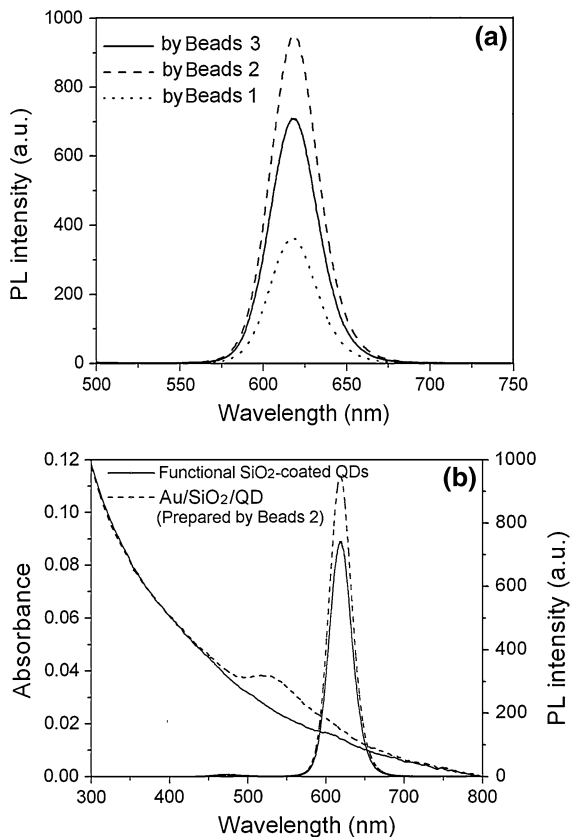 (a)
by Beads 3
by Beads 2
by Beads 1
PL intensity (a.u.)
1000
800
600
400
200
0
500 550 600 650 700 750
Wavelength (nm)
(b)
Functional SiO₂-coated QDs
Au/SiO₂/QD
(Prepared by Beads 2)
Absorbance
0.12
0.10
0.08
0.06
0.04
0.02
0.00
PL intensity (a.u.)
1000
800
600
400
200
0
300 400 500 600 700 800
Wavelength (nm)